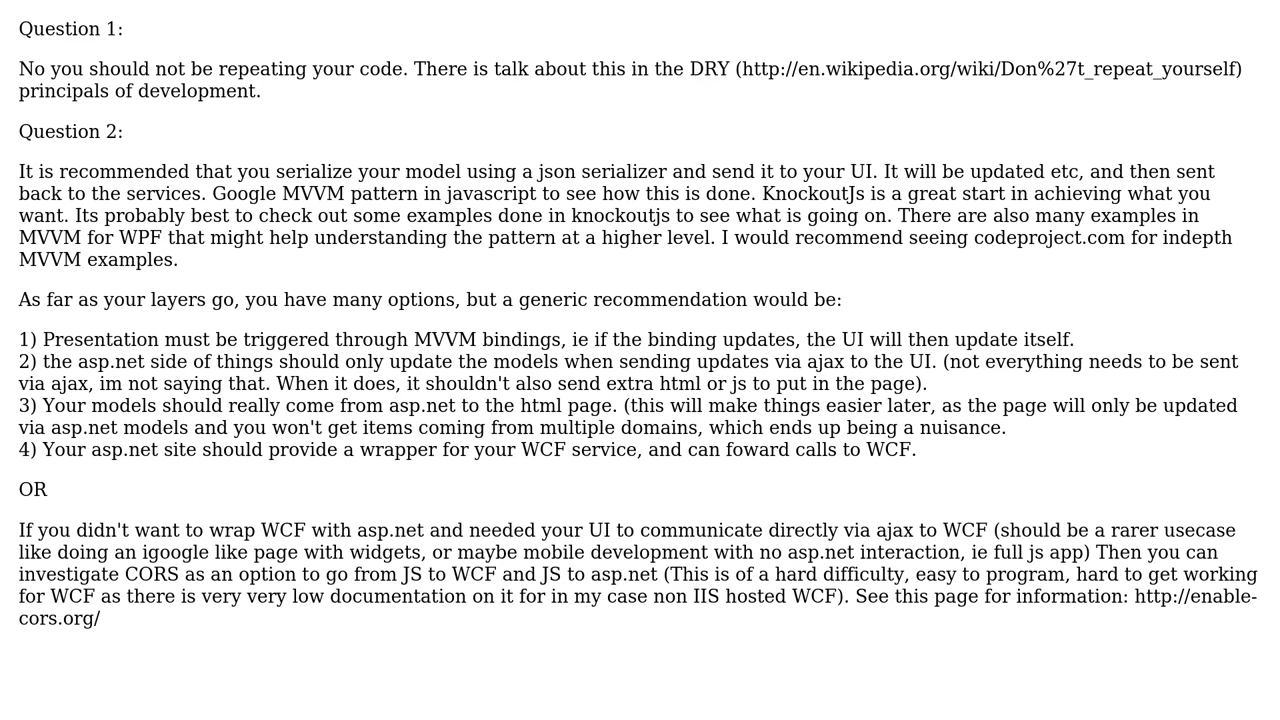 Question 1:
No you should not be repeating your code. There is talk about this in the DRY (http://en.wikipedia.org/wiki/Don%27t_repeat_yourself)
principals of development.
Question 2:
It is recommended that you serialize your model using a json serializer and send it to your UI. It will be updated etc, and then sent
back to the services. Google MVVM pattern in javascript to see how this is done. KnockoutJs is a great start in achieving what you
want. Its probably best to check out some examples done in knockoutjs to see what is going on. There are also many examples in
MVVM for WPF that might help understanding the pattern at a higher level. I would recommend seeing codeproject.com for indepth
MVVM examples.
As far as your layers go, you have many options, but a generic recommendation would be:
1) Presentation must be triggered through MVVM bindings, ie if the binding updates, the UI will then update itself.
2) the asp.net side of things should only update the models when sending updates via ajax to the UI. (not everything needs to be sent
via ajax, im not saying that. When it does, it shouldn't also send extra html or js to put in the page).
3) Your models should really come from asp.net to the html page. (this will make things easier later, as the page will only be updated
via asp.net models and you won't get items coming from multiple domains, which ends up being a nuisance.
4) Your asp.net site should provide a wrapper for your WCF service, and can foward calls to WCF.
OR
If you didn't want to wrap WCF with asp.net and needed your UI to communicate directly via ajax to WCF (should be a rarer usecase
like doing an igoogle like page with widgets, or maybe mobile development with no asp.net interaction, ie full js app) Then you can
investigate CORS as an option to go from JS to WCF and JS to asp.net (This is of a hard difficulty, easy to program, hard to get working
for WCF as there is very very low documentation on it for in my case non IIS hosted WCF). See this page for information: http://enable-
cors.org/